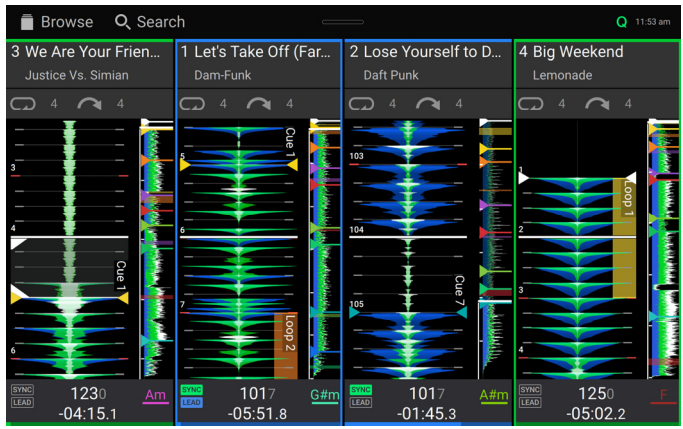 Browse Search Q 11:53 am
3 We Are Your Frien...
Justice Vs. Simian
4 4
3
4
Cue 1
6
SYNC
LEAD
1230
Am
-04:15.1
1 Let's Take Off (Far...
Dam-Funk
4 4
Cue 1
5
6
7
Loop 2
SYNC
LEAD
1017
G#m
-05:51.8
2 Lose Yourself to D...
Daft Punk
4 4
103
104
Cue 7
105
SYNC
LEAD
1017
A#m
-01:45.3
4 Big Weekend
Lemonade
4 4
1
Loop 1
2
3
4
SYNC
LEAD
1250
F
-05:02.2